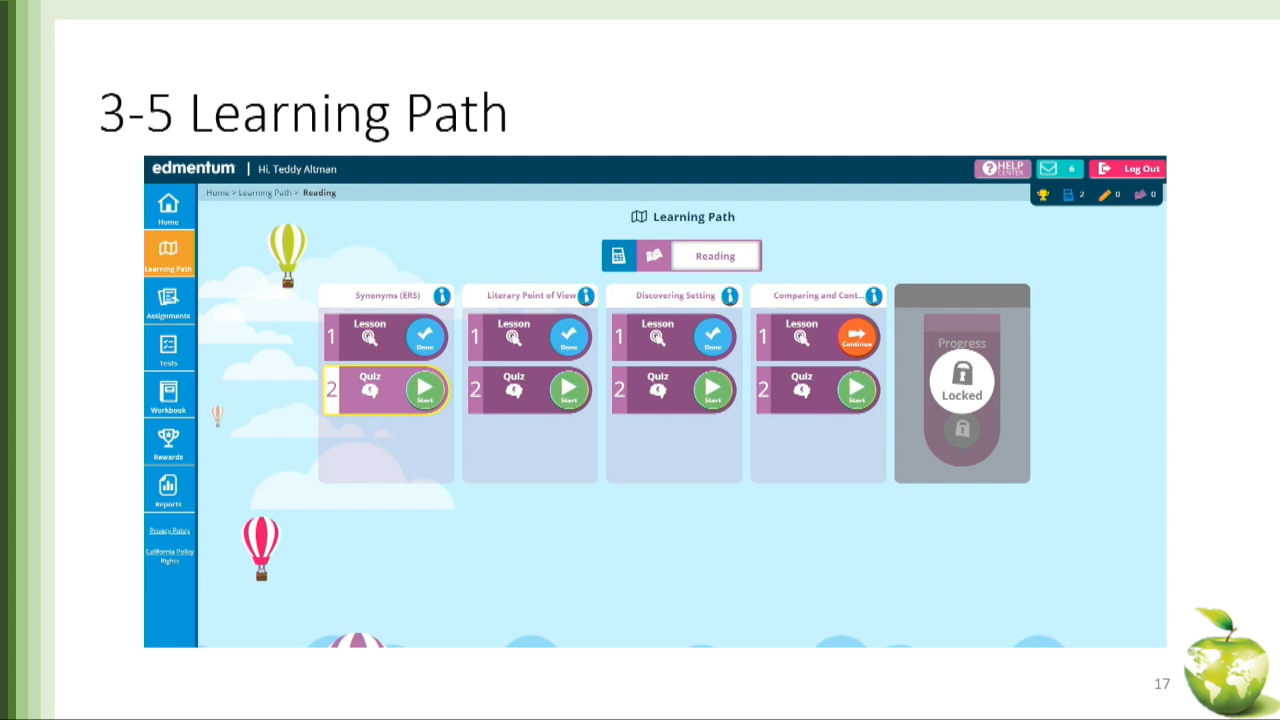 3-5 Learning Path
edmentum | Hi, Teddy Altman
HELP CENTER
6
Log Out
Home > Learning Path > Reading
2
0
0
Home
Learning Path
Assignments
Tests
Workbook
Rewards
Reports
Privacy Policy
California Policy
Rights
Learning Path
Reading
Synonyms (ERS)
1 Lesson Done
2 Quiz Start
Literary Point of View
1 Lesson Done
2 Quiz Start
Discovering Setting
1 Lesson Done
2 Quiz Start
Comparing and Cont...
1 Lesson Continue
2 Quiz Start
Progress
Locked
17